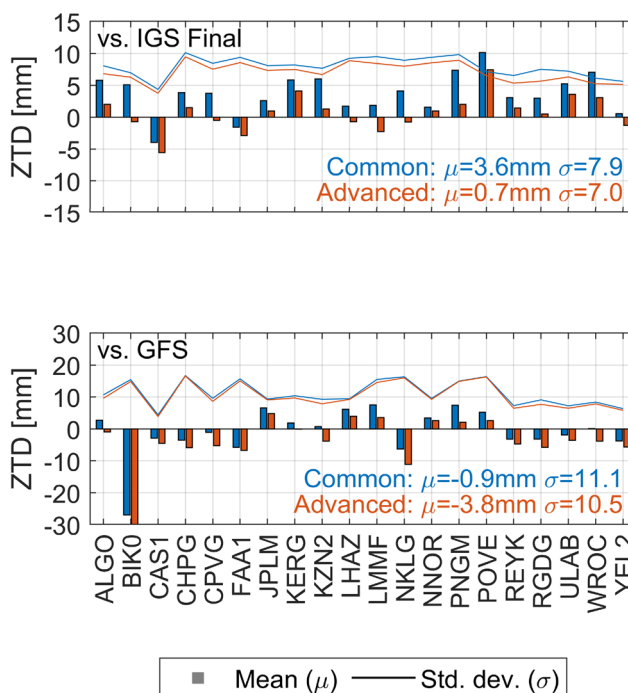 vs. IGS Final
ZTD [mm]
15
10
5
0
-5
-10
-15
Common: μ=3.6mm σ=7.9
Advanced: μ=0.7mm σ=7.0
vs. GFS
ZTD [mm]
30
20
10
0
-10
-20
-30
Common: μ=-0.9mm σ=11.1
Advanced: μ=-3.8mm σ=10.5
ALGO
BIK0
CAS1
CHPG
CPVG
FAA1
JPLM
KERG
KZN2
LHAZ
LMMF
NKLG
NNOR
PNGM
POVE
REYK
RGDG
ULAB
WROC
YEL2
Mean (μ)
Std. dev. (σ)